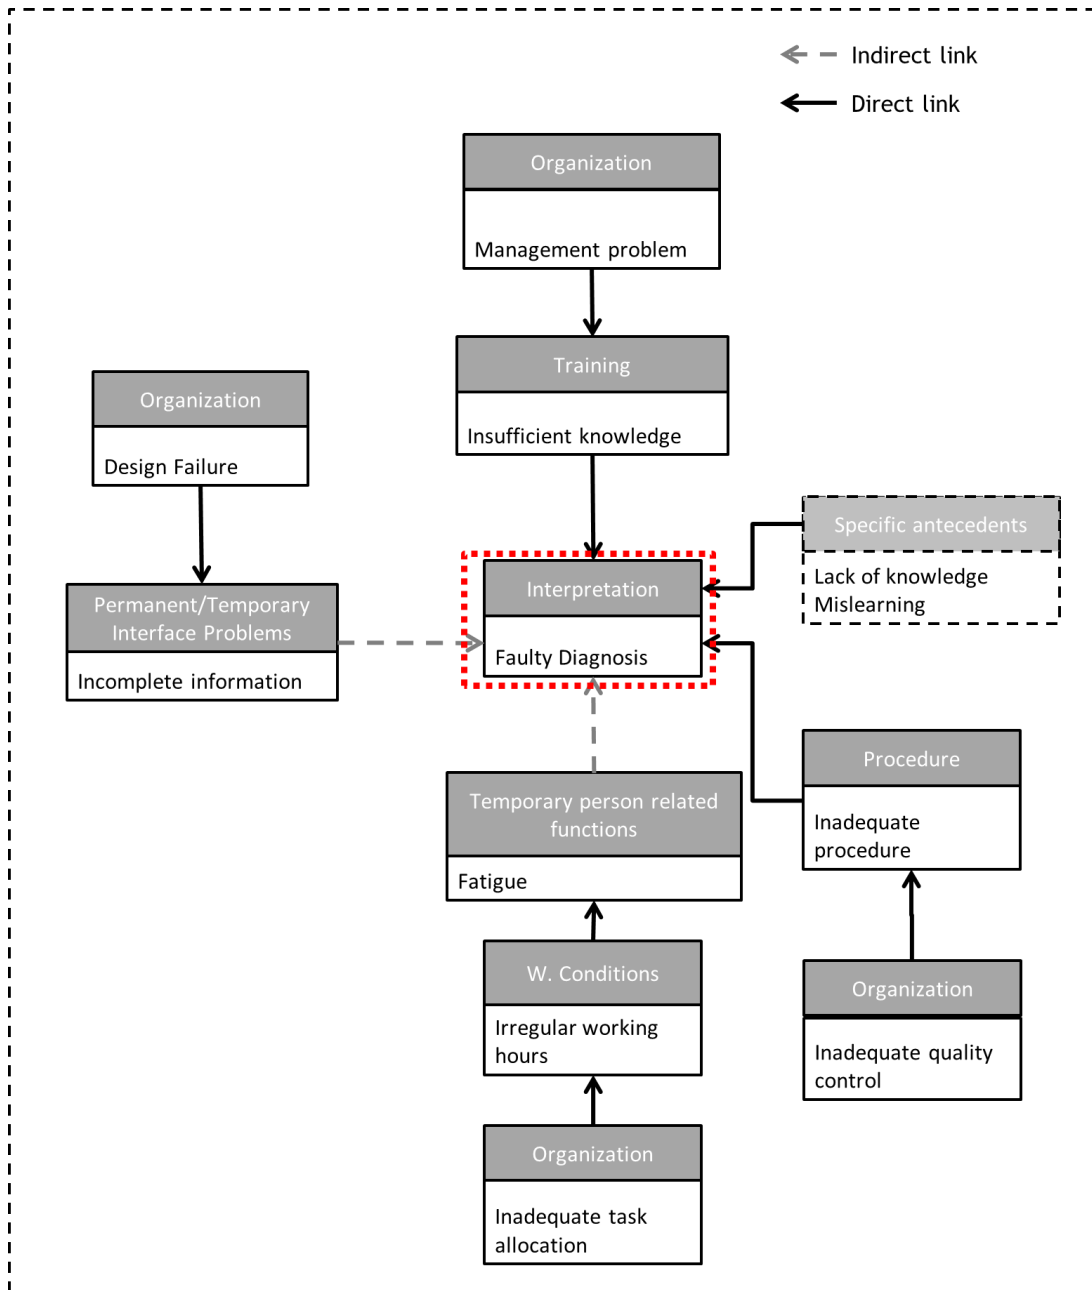 Indirect link
Direct link
Organization
Management problem
Training
Insufficient knowledge
Organization
Design Failure
Specific antecedents
Lack of knowledge
Mislearning
Interpretation
Faulty Diagnosis
Permanent/Temporary
Interface Problems
Incomplete information
Procedure
Inadequate
procedure
Temporary person related
functions
Fatigue
W. Conditions
Irregular working
hours
Organization
Inadequate quality
control
Organization
Inadequate task
allocation